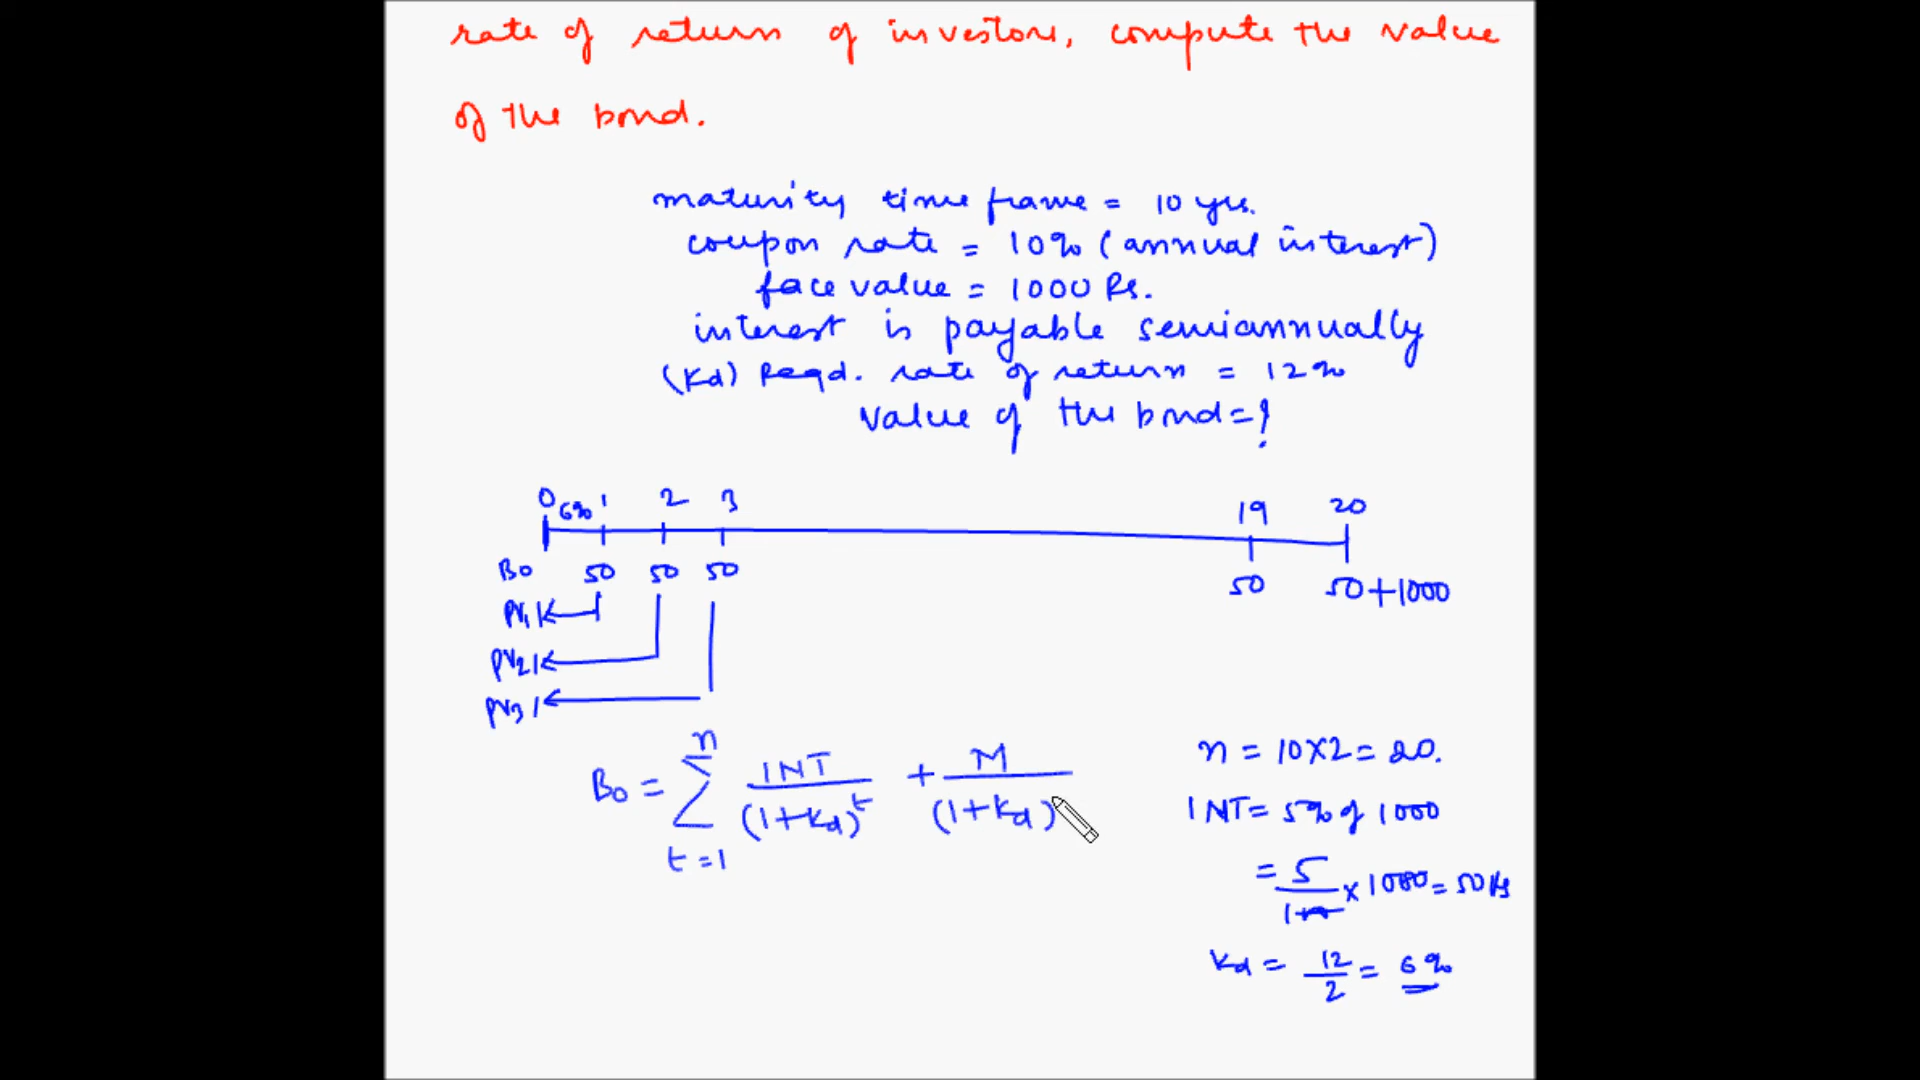 rate of return of investors, compute the value
of the bond.
maturity time frame = 10 yrs.
coupon rate = 10% (annual interest)
face value = 1000 Rs.
interest is payable semiannually
(Kd) Reqd. rate of return = 12%
Value of the bond = ?
0 6% 1 2 3 19 20
B0 50 50 50 50 50+1000
PV1
PV2
PV3
B0 = n ∑ t=1 INT/(1+kd)^t + M/(1+kd)
n = 10×2 = 20.
INT = 5% of 1000
= 5/100 × 1000 = 50 Rs
Kd = 12/2 = 6%